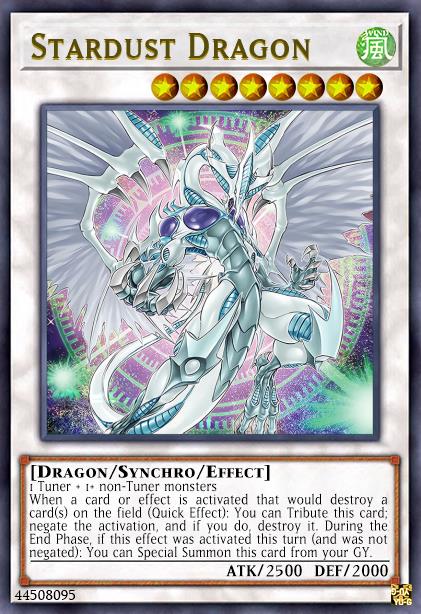 STARDUST DRAGON
WIND
風
[DRAGON/SYNCHRO/EFFECT]
1 Tuner + 1+ non-Tuner monsters
When a card or effect is activated that would destroy a
card(s) on the field (Quick Effect): You can Tribute this card;
negate the activation, and if you do, destroy it. During the
End Phase, if this effect was activated this turn (and was not
negated): You can Special Summon this card from your GY.
ATK/2500 DEF/2000
44508095